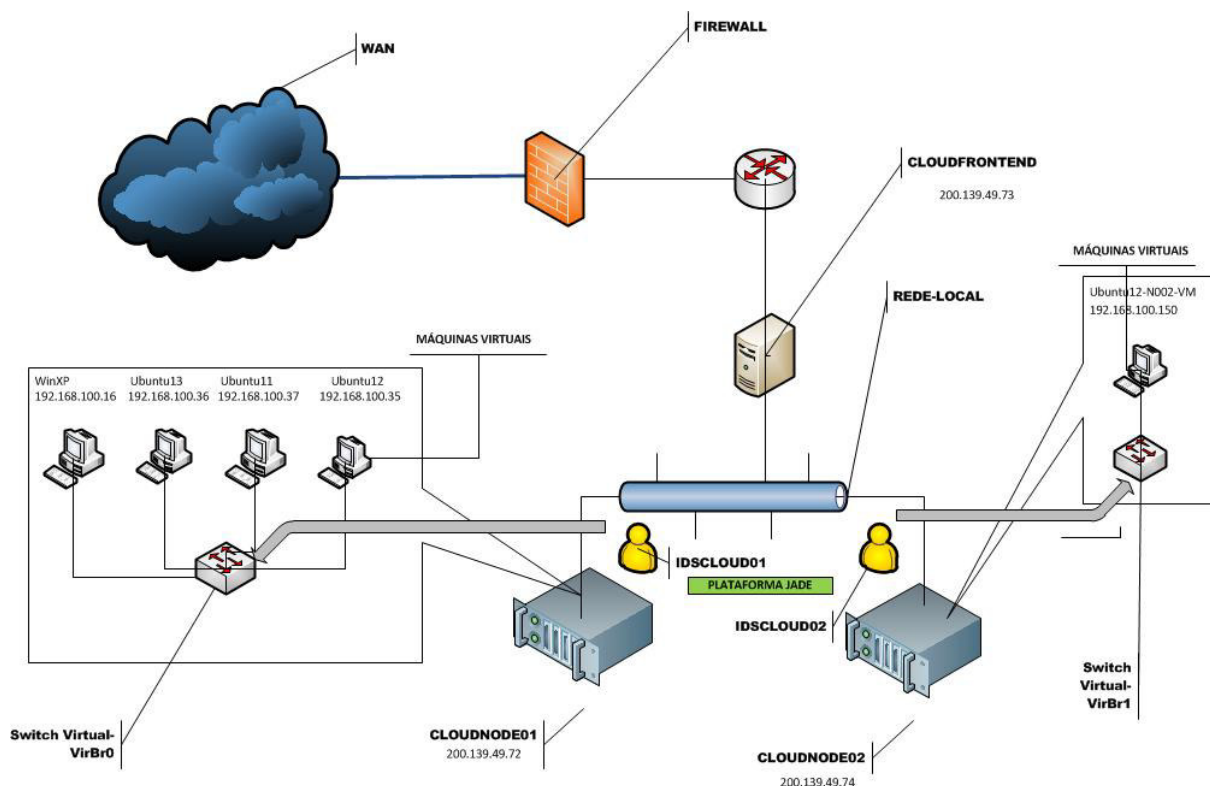 FIREWALL
WAN
CLOUDFRONTEND
200.139.49.73
MÁQUINAS VIRTUAIS
Ubuntu12-N002-VM
192.168.100.150
REDE-LOCAL
MÁQUINAS VIRTUAIS
WinXP
192.168.100.16
Ubuntu13
192.168.100.36
Ubuntu11
192.168.100.37
Ubuntu12
192.168.100.35
IDSCLOUD01
PLATAFORMA JADE
IDSCLOUD02
Switch
Virtual-
VirBr1
Switch Virtual-
VirBr0
CLOUDNODE01
200.139.49.72
CLOUDNODE02
200.139.49.74